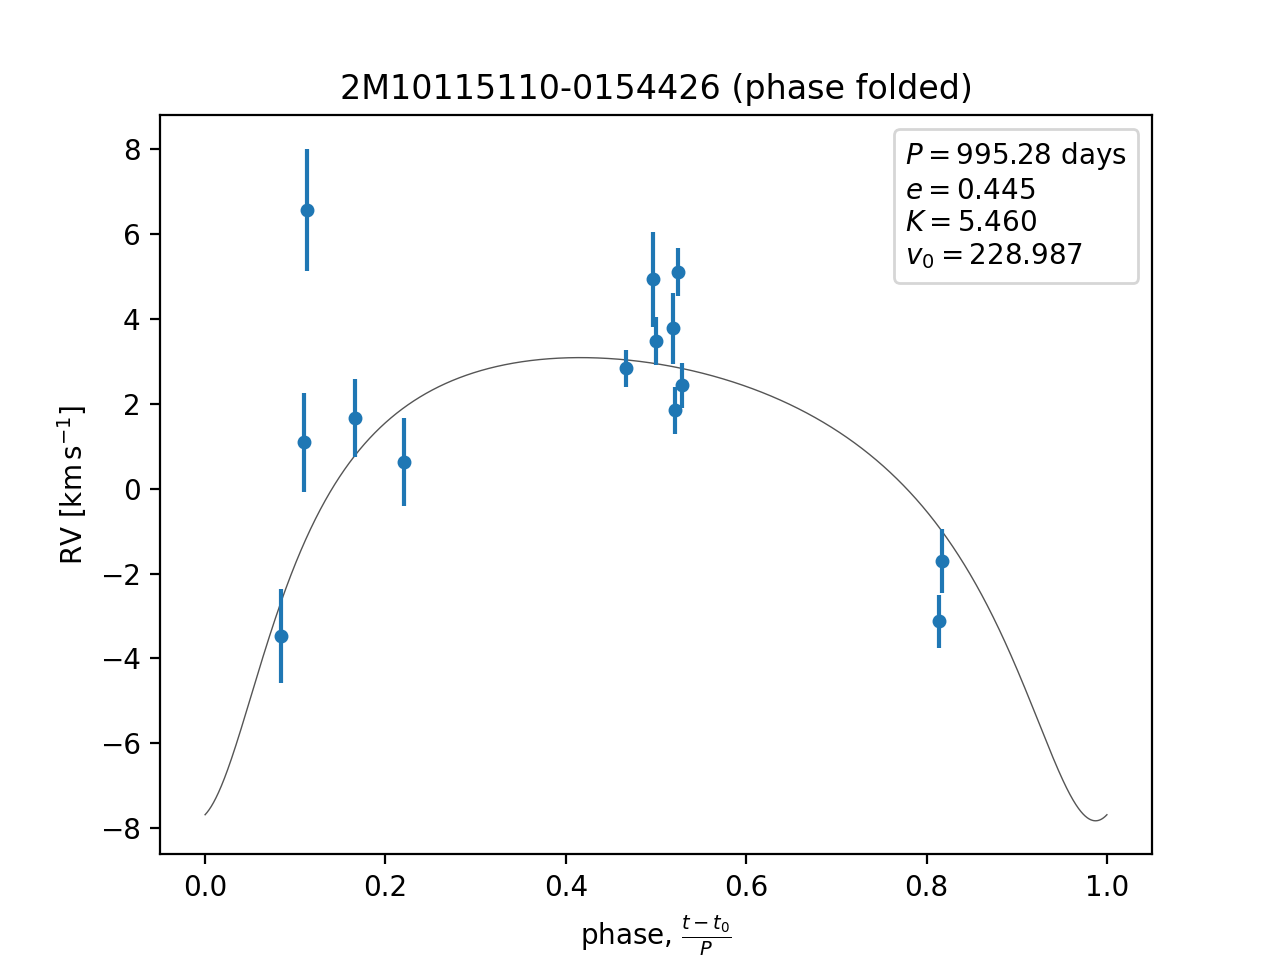 2M10115110-0154426 (phase folded)
P = 995.28 days
e = 0.445
K = 5.460
v₀ = 228.987
8
6
4
2
0
−2
−4
−6
−8
RV [km s⁻¹]
0.0 0.2 0.4 0.6 0.8 1.0
phase, (t − t₀)/P